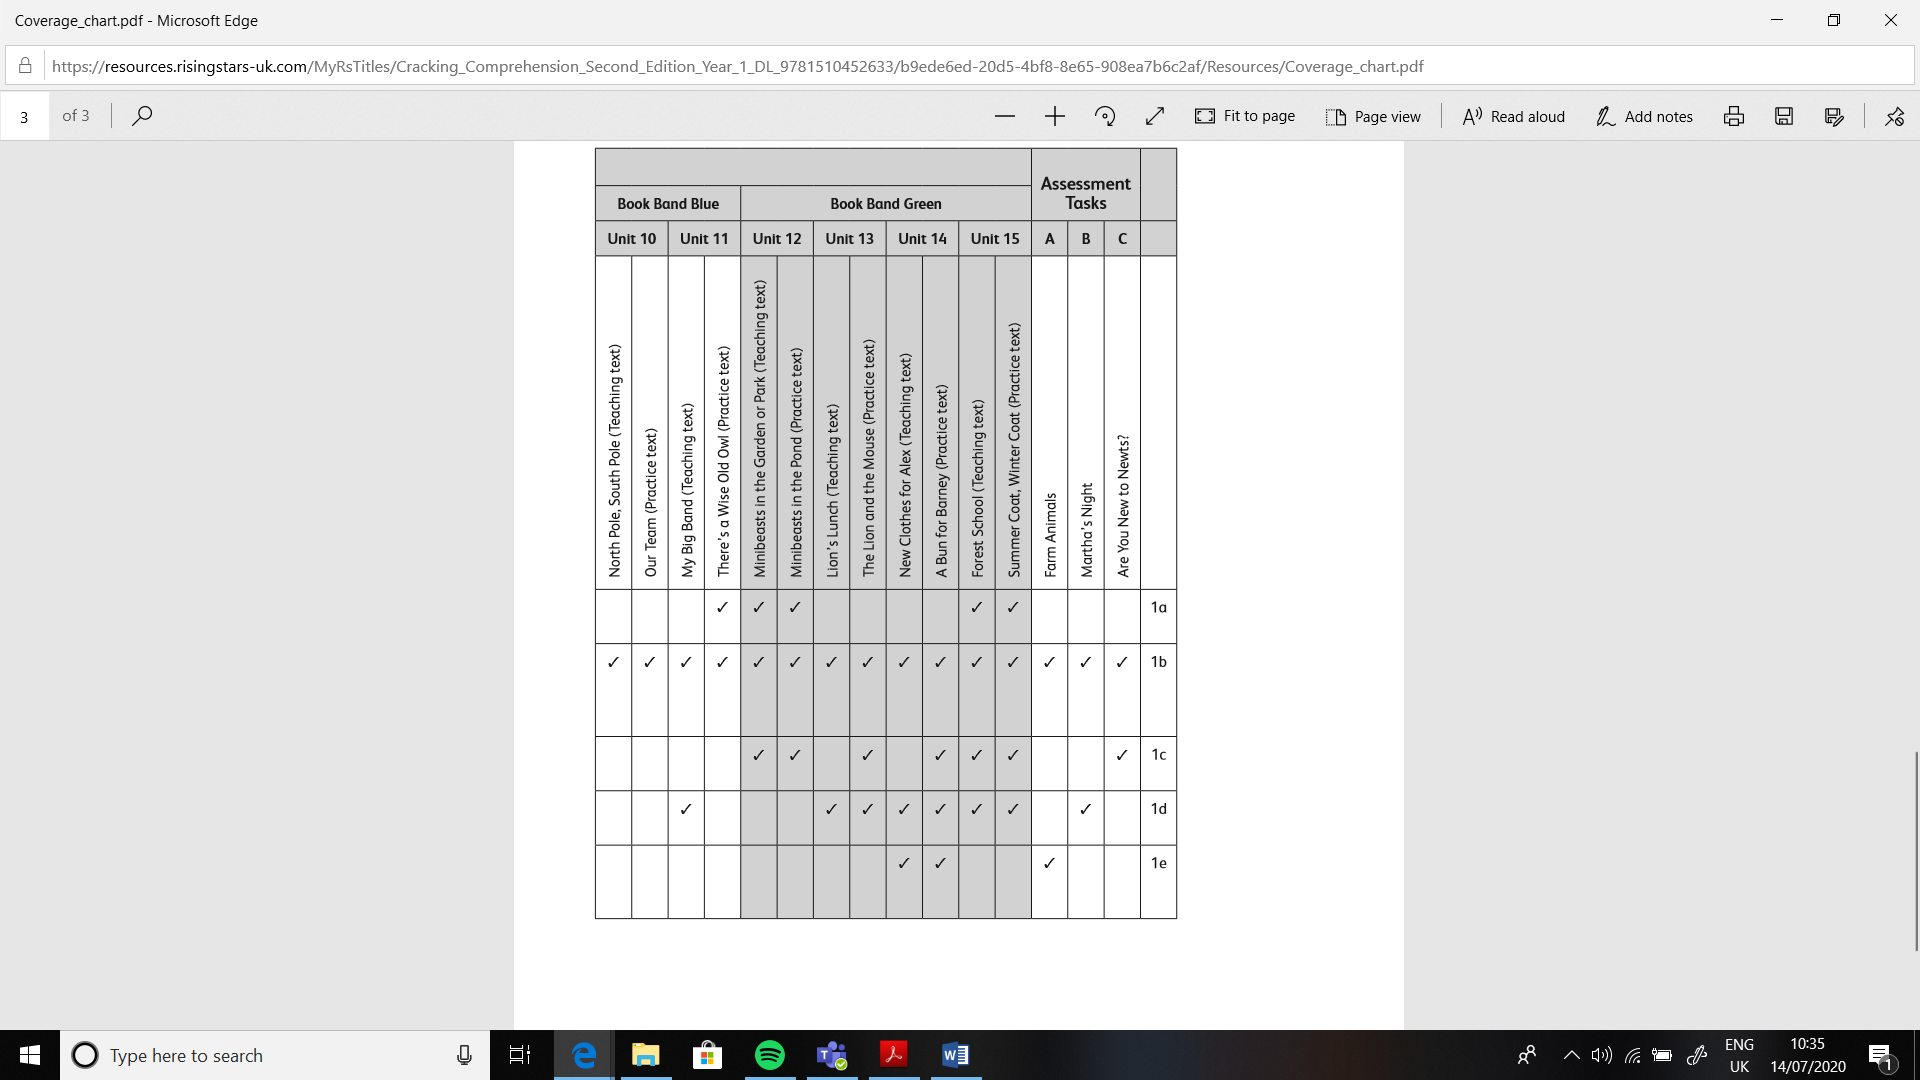 Coverage_chart.pdf - Microsoft Edge
https://resources.risingstars-uk.com/MyRsTitles/Cracking_Comprehension_Second_Edition_Year_1_DL_9781510452633/b9ede6ed-20d5-4bf8-8e65-908ea7b6c2af/Resources/Coverage_chart.pdf
3 of 3 Fit to page Page view Read aloud Add notes
Assessment
Tasks
Book Band Blue Book Band Green
Unit 10 Unit 11 Unit 12 Unit 13 Unit 14 Unit 15 A B C
North Pole, South Pole (Teaching text)
Our Team (Practice text)
My Big Band (Teaching text)
There's a Wise Old Owl (Practice text)
Minibeasts in the Garden or Park (Teaching text)
Minibeasts in the Pond (Practice text)
Lion's Lunch (Teaching text)
The Lion and the Mouse (Practice text)
New Clothes for Alex (Teaching text)
A Bun for Barney (Practice text)
Forest School (Teaching text)
Summer Coat, Winter Coat (Practice text)
Farm Animals
Martha's Night
Are You New to Newts?
✓ ✓ ✓ ✓ ✓ 1a
✓ ✓ ✓ ✓ ✓ ✓ ✓ ✓ ✓ ✓ ✓ ✓ ✓ ✓ ✓ 1b
✓ ✓ ✓ ✓ ✓ ✓ ✓ 1c
✓ ✓ ✓ ✓ ✓ ✓ ✓ ✓ 1d
✓ ✓ ✓ 1e
Type here to search
ENG 10:35
UK 14/07/2020 1